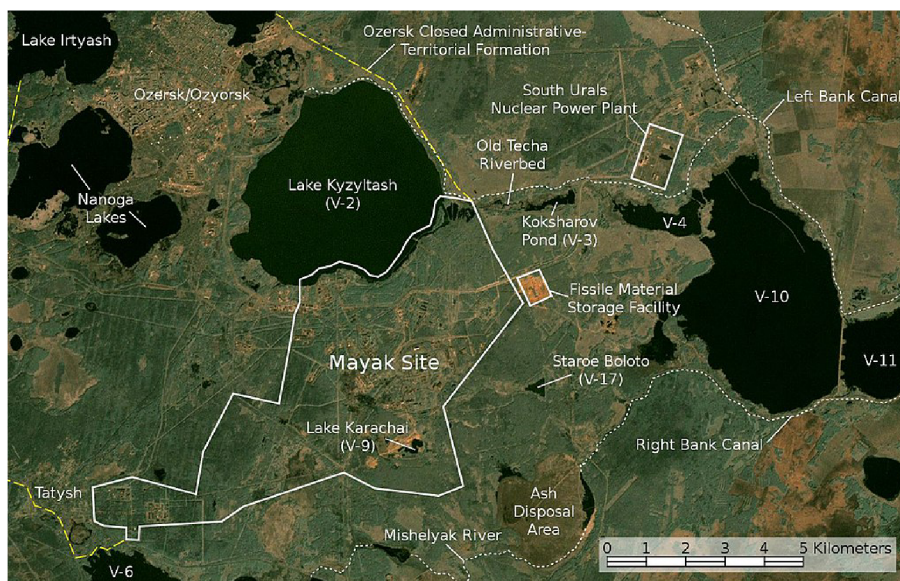 Lake Irtyash
Ozersk Closed Administrative-
Territorial Formation
Ozersk/Ozyorsk
South Urals
Nuclear Power Plant
Left Bank Canal
Old Techa
Riverbed
Lake Kyzyltash
(V-2)
Nanoga
Lakes
Koksharov
Pond (V-3)
V-4
Fissile Material
Storage Facility
V-10
Mayak Site
Staroe Boloto
(V-17)
V-11
Lake Karachai
(V-9)
Right Bank Canal
Tatysh
Ash
Disposal
Area
Mishelyak River
V-6
0 1 2 3 4 5 Kilometers